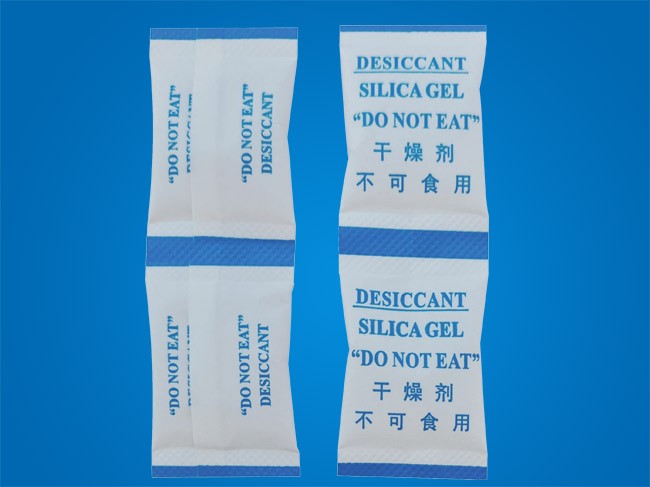 "DO NOT EAT"
"DO NOT EAT"
DESICCANT
DESICCANT
SILICA GEL
"DO NOT EAT"
干燥剂
不可食用
"DO NOT EAT"
"DO NOT EAT"
DESICCANT
DESICCANT
SILICA GEL
"DO NOT EAT"
干燥剂
不可食用